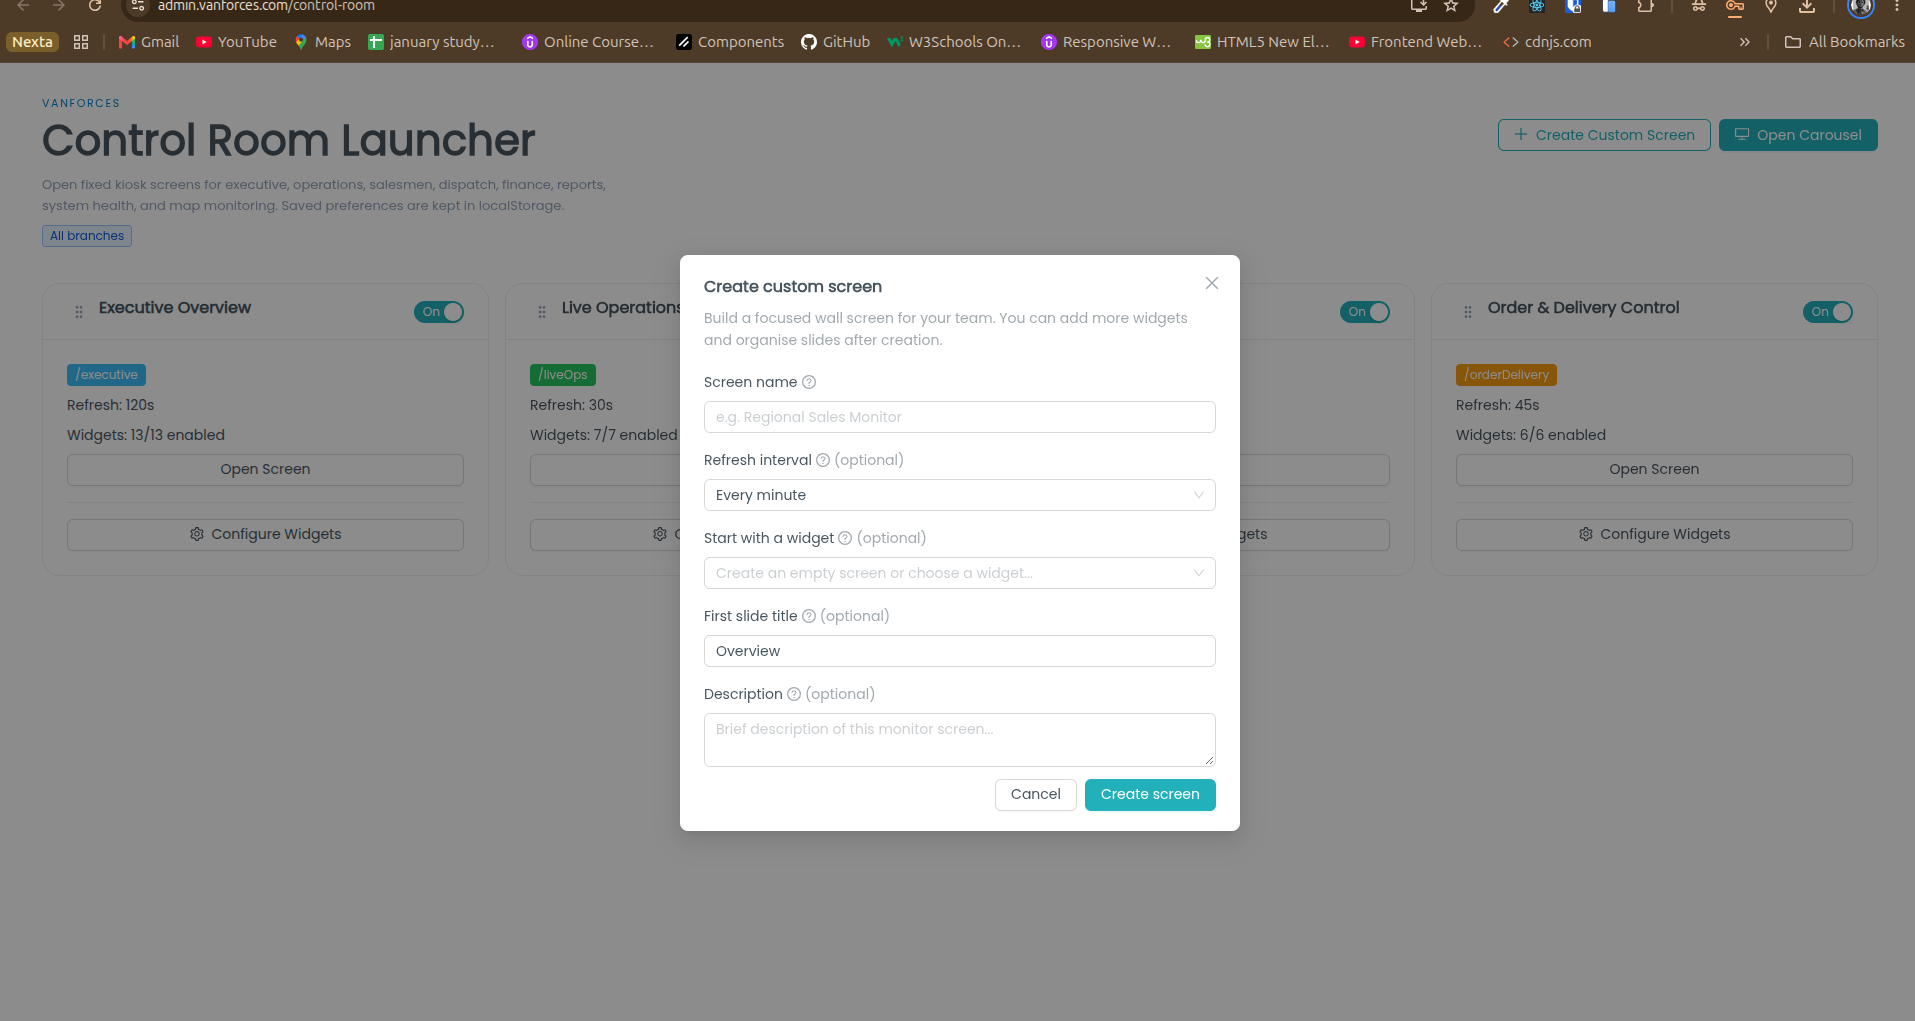 admin.vanforces.com/control-room
Nexta Gmail YouTube Maps january study... Online Course... Components GitHub W3Schools On... Responsive W... HTML5 New El... Frontend Web... <> cdnjs.com » All Bookmarks
VANFORCES
Control Room Launcher
Create Custom Screen
Open Carousel
Open fixed kiosk screens for executive, operations, salesmen, dispatch, finance, reports,
system health, and map monitoring. Saved preferences are kept in localStorage.
All branches
Executive Overview
On
/executive
Refresh: 120s
Widgets: 13/13 enabled
Open Screen
Configure Widgets
Live Operations
/liveOps
Refresh: 30s
Widgets: 7/7 enabled
On
gets
Order & Delivery Control
On
/orderDelivery
Refresh: 45s
Widgets: 6/6 enabled
Open Screen
Configure Widgets
Create custom screen
Build a focused wall screen for your team. You can add more widgets
and organise slides after creation.
Screen name
e.g. Regional Sales Monitor
Refresh interval (optional)
Every minute
Start with a widget (optional)
Create an empty screen or choose a widget...
First slide title (optional)
Overview
Description (optional)
Brief description of this monitor screen...
Cancel
Create screen